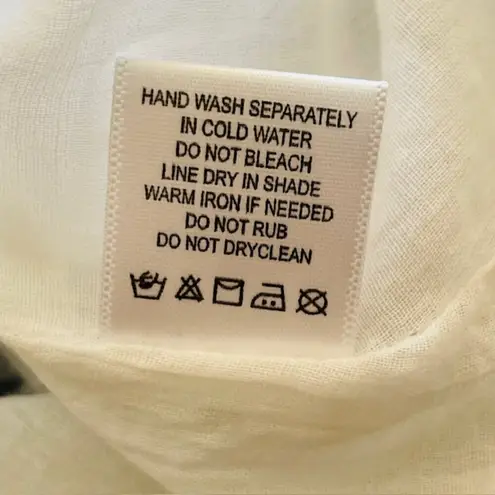 HAND WASH SEPARATELY
IN COLD WATER
DO NOT BLEACH
LINE DRY IN SHADE
WARM IRON IF NEEDED
DO NOT RUB
DO NOT DRYCLEAN